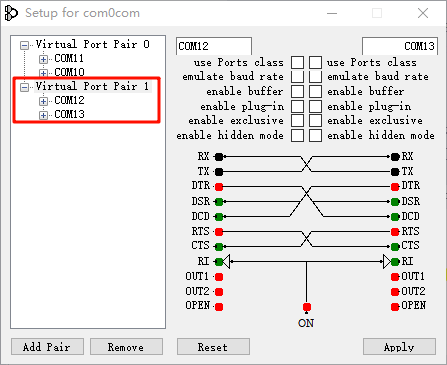 Setup for com0com
Virtual Port Pair 0
COM11
COM10
Virtual Port Pair 1
COM12
COM13
COM12 COM13
use Ports class use Ports class
emulate baud rate emulate baud rate
enable buffer enable buffer
enable plug-in enable plug-in
enable exclusive enable exclusive
enable hidden mode enable hidden mode
RX RX
TX TX
DTR DTR
DSR DSR
DCD DCD
RTS RTS
CTS CTS
RI RI
OUT1 OUT1
OUT2 OUT2
OPEN OPEN
ON
Add Pair Remove Reset Apply